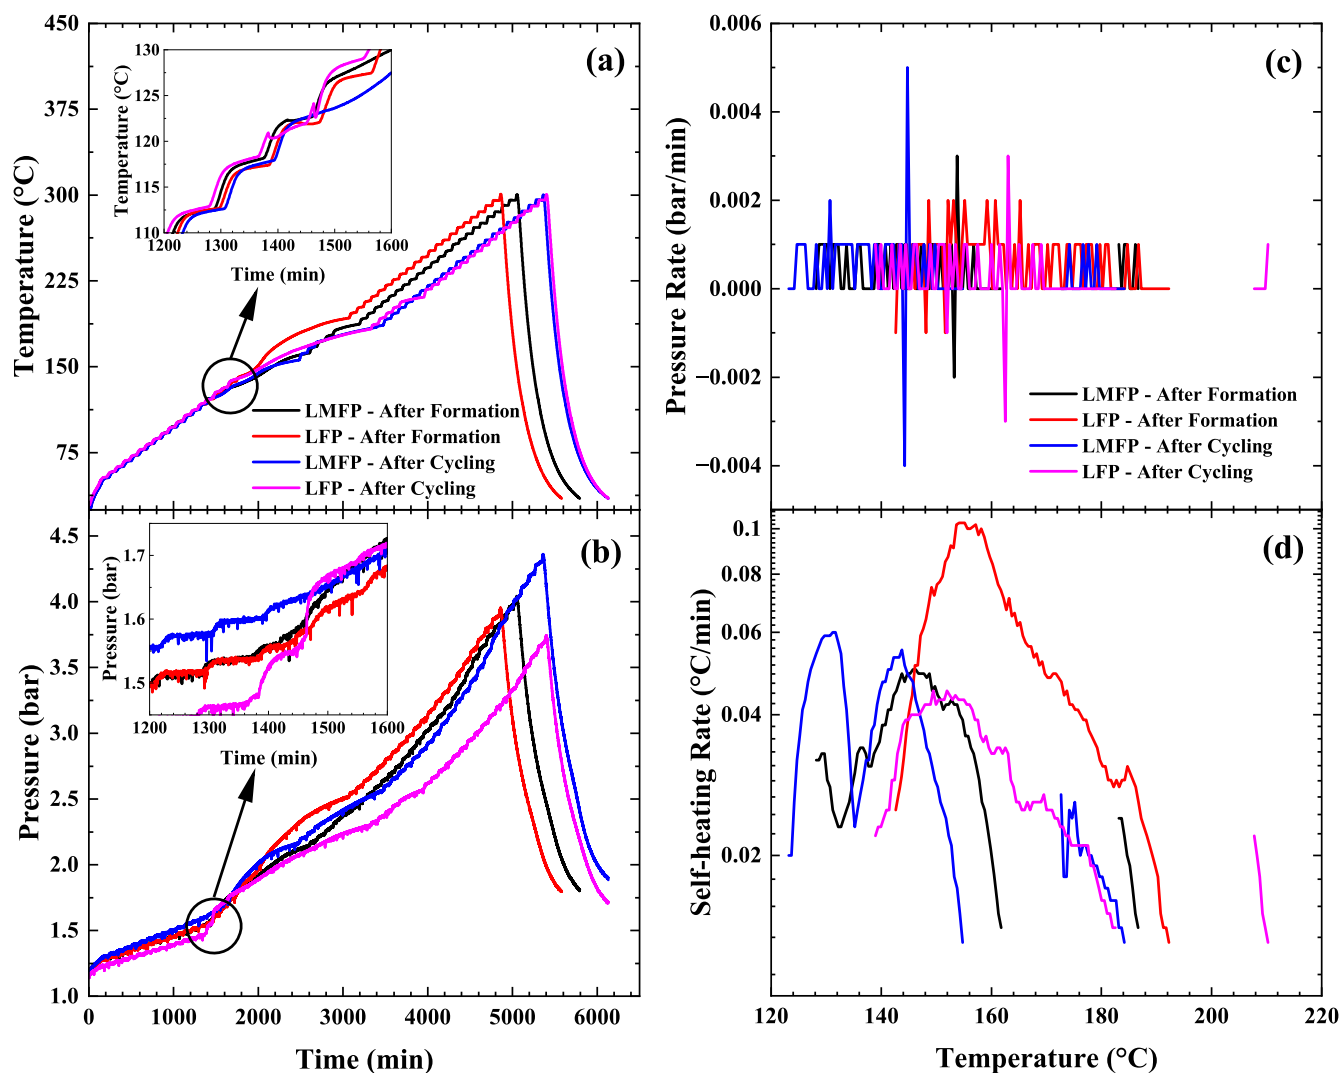 (a)
Temperature (°C)
450
375
300
225
150
75
Temperature (°C)
130
125
120
115
110
1200 1300 1400 1500 1600
Time (min)
LMFP - After Formation
LFP - After Formation
LMFP - After Cycling
LFP - After Cycling
(b)
Pressure (bar)
4.5
4.0
3.5
3.0
2.5
2.0
1.5
1.0
Pressure (bar)
1.7
1.6
1.5
1200 1300 1400 1500 1600
Time (min)
0 1000 2000 3000 4000 5000 6000
Time (min)
(c)
Pressure Rate (bar/min)
0.006
0.004
0.002
0.000
−0.002
−0.004
LMFP - After Formation
LFP - After Formation
LMFP - After Cycling
LFP - After Cycling
(d)
Self-heating Rate (°C/min)
0.1
0.08
0.06
0.04
0.02
120 140 160 180 200 220
Temperature (°C)